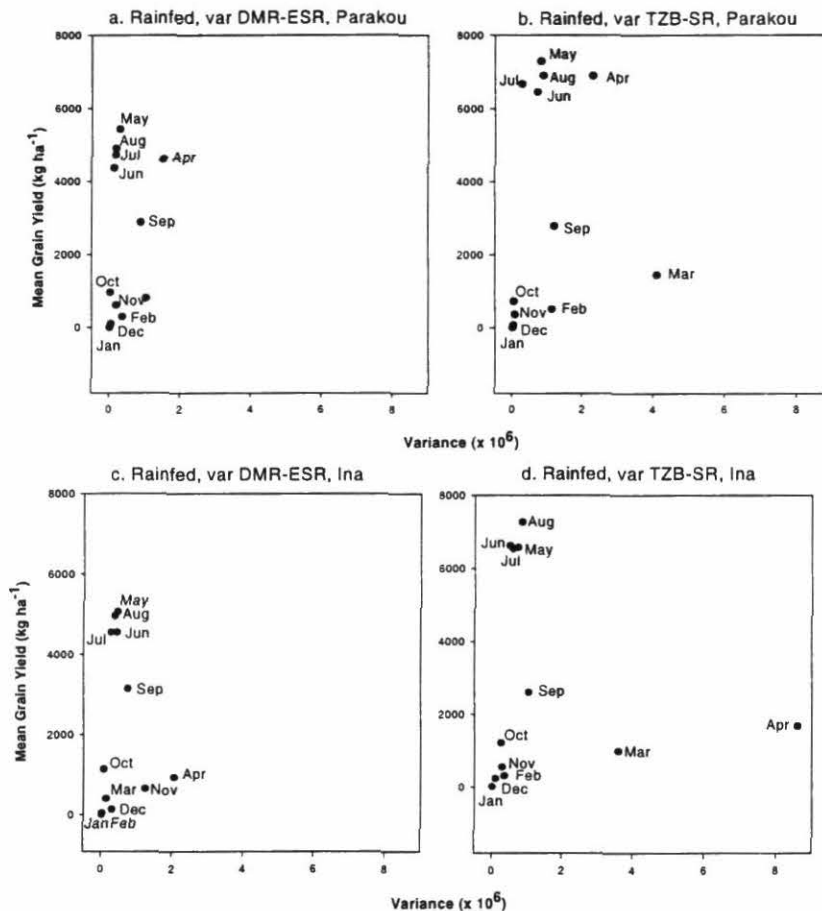 a. Rainfed, var DMR-ESR, Parakou
b. Rainfed, var TZB-SR, Parakou
Mean Grain Yield (kg ha-1)
8000
6000
4000
2000
0
May
Aug
Jul
Apr
Jun
Sep
Oct
Nov
Feb
Dec
Jan
0 2 4 6 8
8000
6000
4000
2000
0
May
Jul
Aug
Apr
Jun
Sep
Mar
Oct
Nov
Feb
Dec
Jan
0 2 4 6 8
Variance (x 10^6)
c. Rainfed, var DMR-ESR, Ina
d. Rainfed, var TZB-SR, Ina
Mean Grain Yield (kg ha-1)
8000
6000
4000
2000
0
May
Aug
Jul
Jun
Sep
Oct
Apr
Mar
Nov
Dec
Jan Feb
0 2 4 6 8
8000
6000
4000
2000
0
Aug
Jun
May
Jul
Sep
Apr
Oct
Mar
Nov
Feb
Dec
Jan
0 2 4 6 8
Variance (x 10^6)